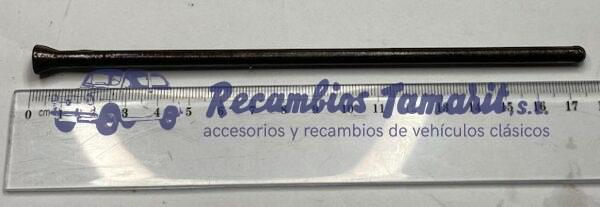 Recambios Tamarit, s.L.
accesorios y recambios de vehículos clásicos
0 cm 1 2 3 4 5 6 7 8 9 10 11 12 13 14 15 16 17